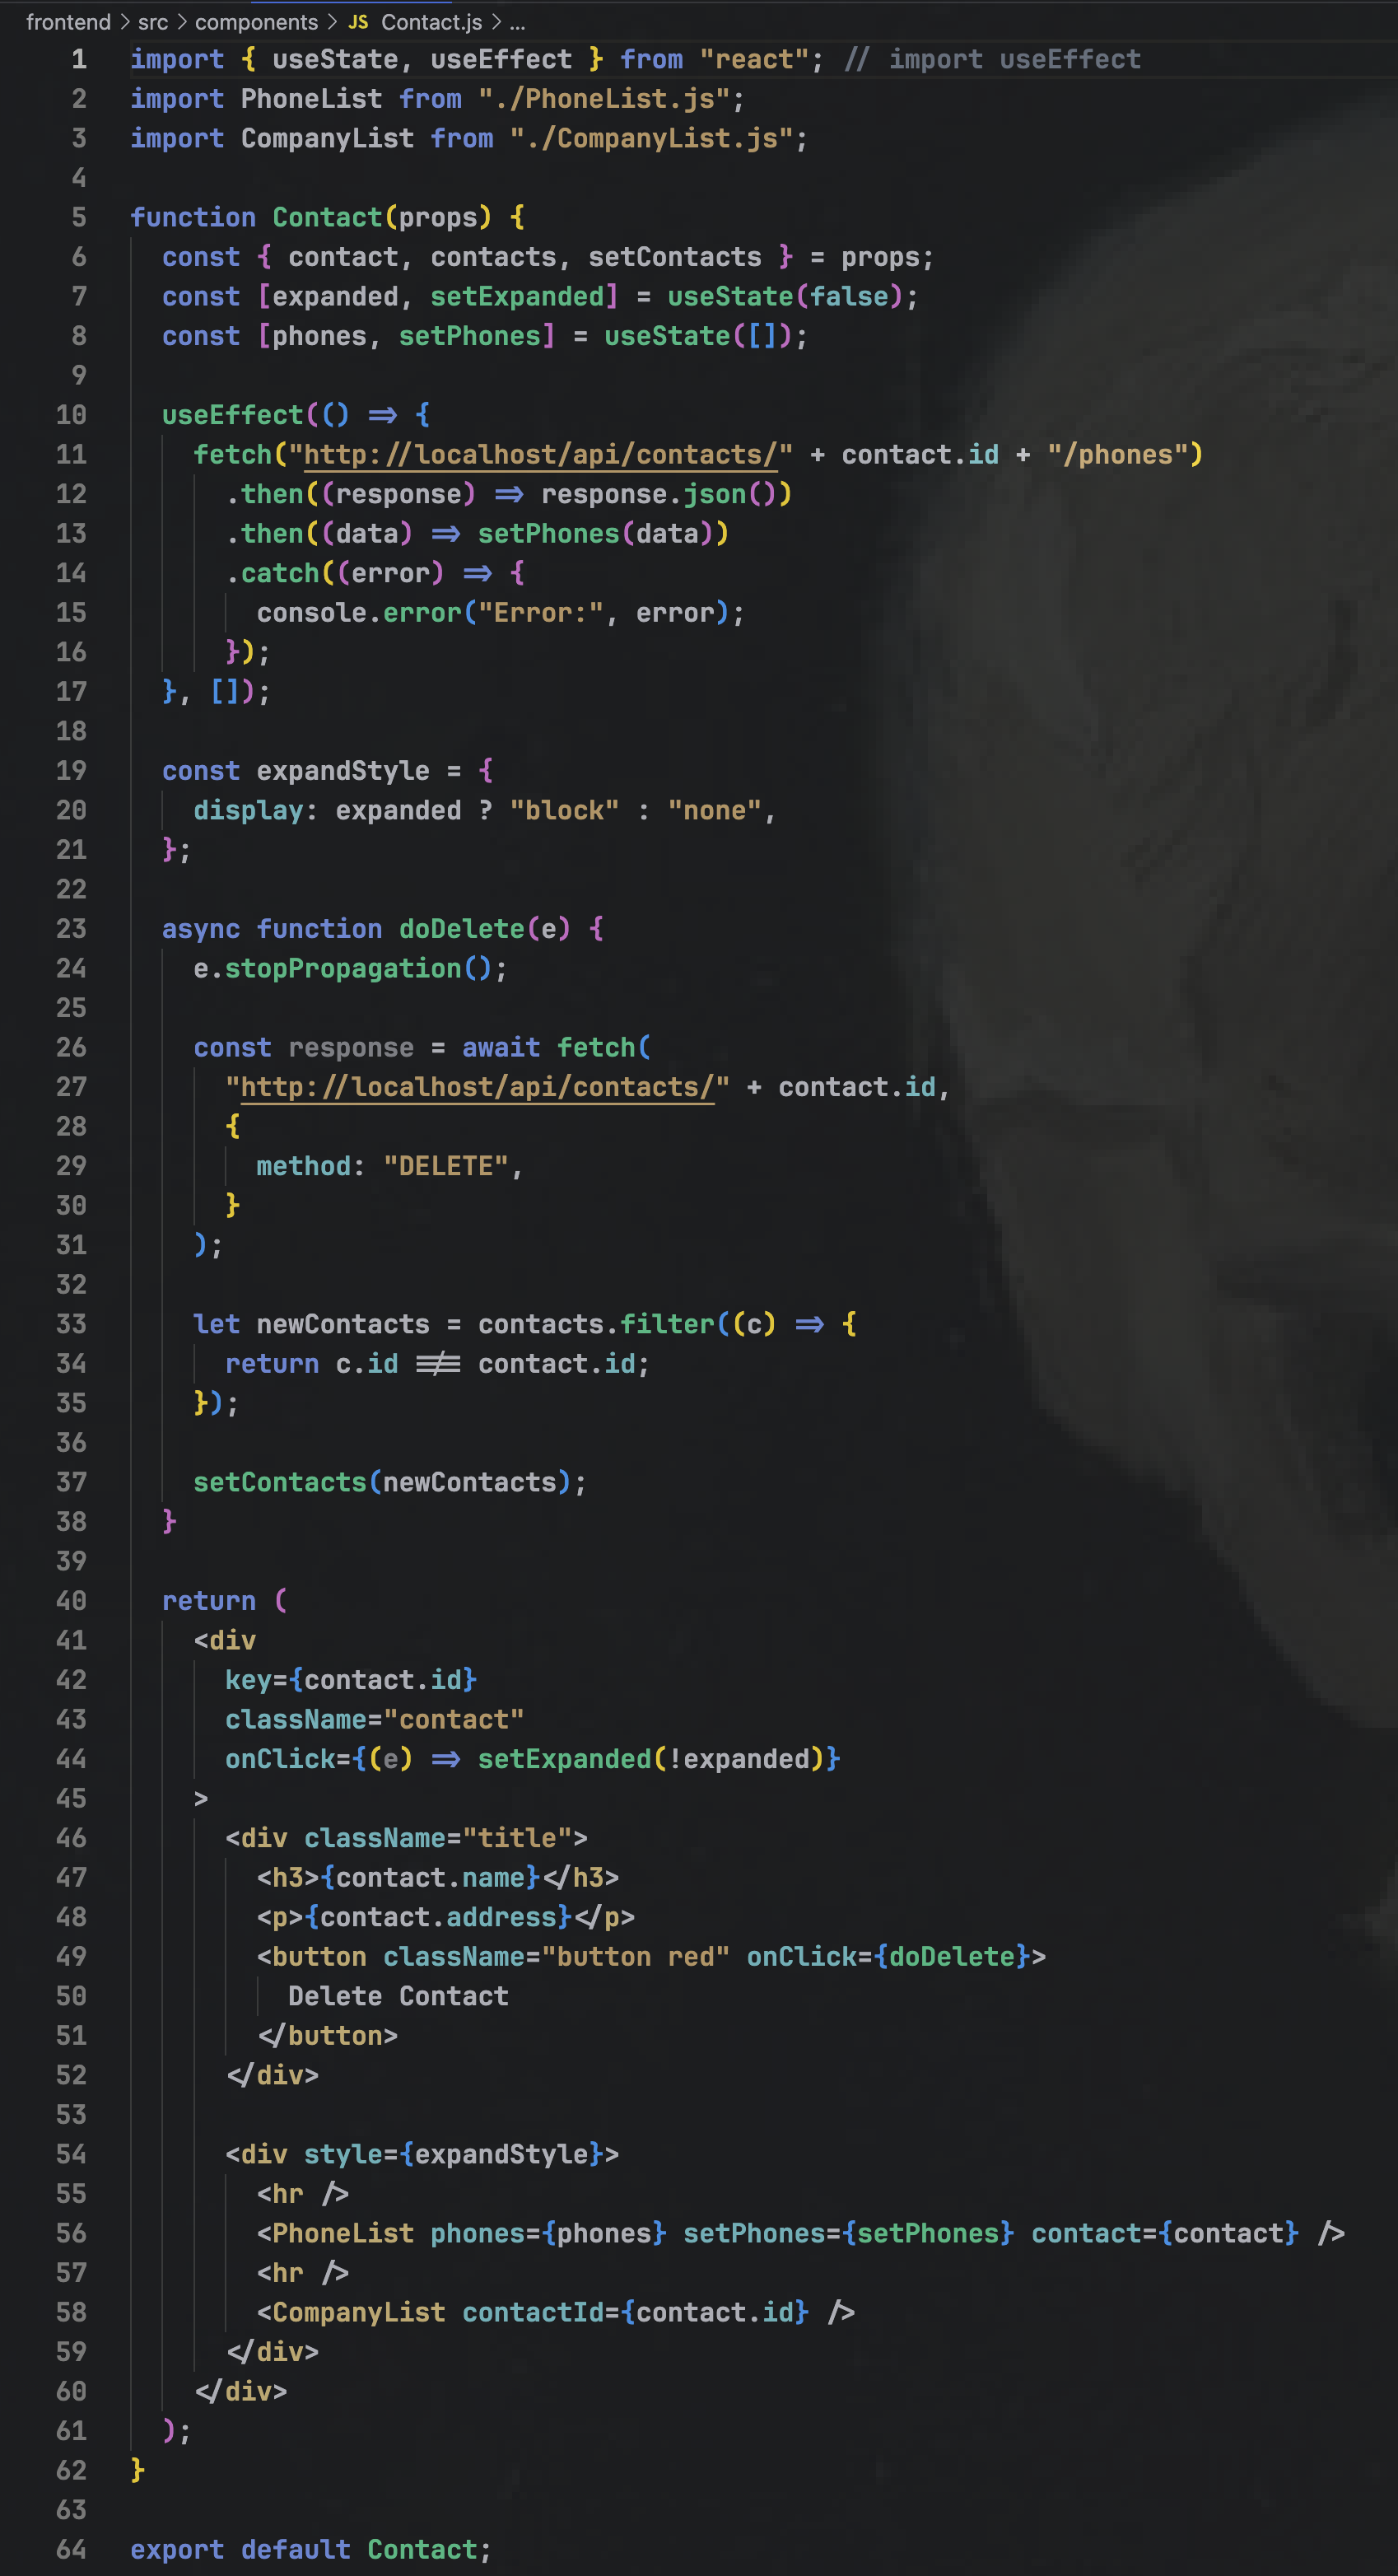 frontend > src > components > JS Contact.js > ...
1 import { useState, useEffect } from "react"; // import useEffect
2 import PhoneList from "./PhoneList.js";
3 import CompanyList from "./CompanyList.js";
4
5 function Contact(props) {
6   const { contact, contacts, setContacts } = props;
7   const [expanded, setExpanded] = useState(false);
8   const [phones, setPhones] = useState([]);
9
10   useEffect(() => {
11     fetch("http://localhost/api/contacts/" + contact.id + "/phones")
12       .then((response) => response.json())
13       .then((data) => setPhones(data))
14       .catch((error) => {
15         console.error("Error:", error);
16       });
17   }, []);
18
19   const expandStyle = {
20     display: expanded ? "block" : "none",
21   };
22
23   async function doDelete(e) {
24     e.stopPropagation();
25
26     const response = await fetch(
27       "http://localhost/api/contacts/" + contact.id,
28       {
29         method: "DELETE",
30       }
31     );
32
33     let newContacts = contacts.filter((c) => {
34       return c.id !== contact.id;
35     });
36
37     setContacts(newContacts);
38   }
39
40   return (
41     <div
42       key={contact.id}
43       className="contact"
44       onClick={(e) => setExpanded(!expanded)}
45     >
46       <div className="title">
47         <h3>{contact.name}</h3>
48         <p>{contact.address}</p>
49         <button className="button red" onClick={doDelete}>
50           Delete Contact
51         </button>
52       </div>
53
54       <div style={expandStyle}>
55         <hr />
56         <PhoneList phones={phones} setPhones={setPhones} contact={contact} />
57         <hr />
58         <CompanyList contactId={contact.id} />
59       </div>
60     </div>
61   );
62 }
63
64 export default Contact;